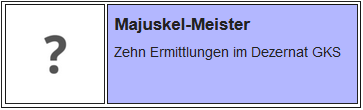 ?
Majuskel-Meister
Zehn Ermittlungen im Dezernat GKS